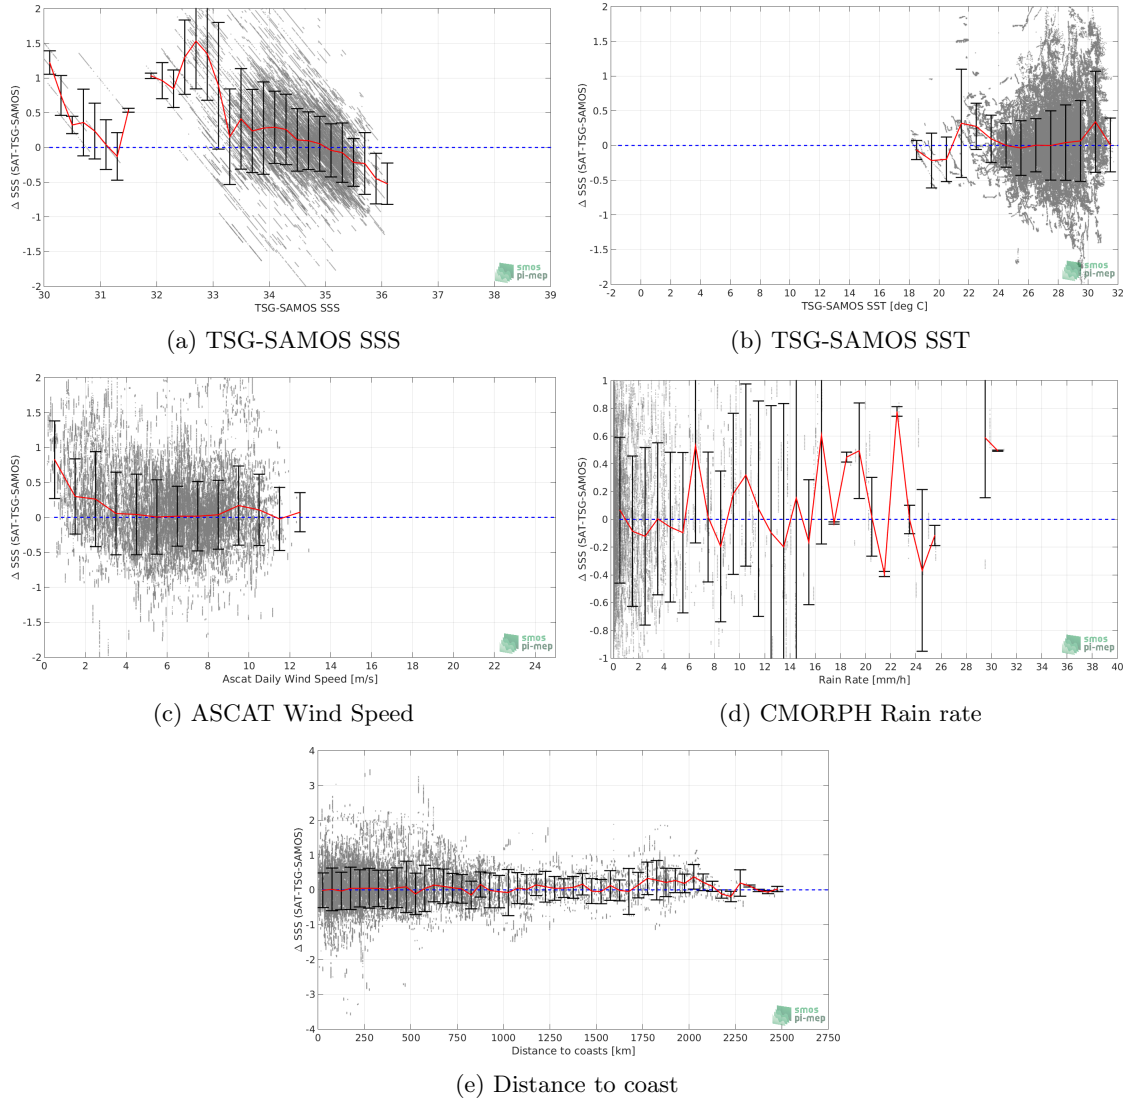 2
1.5
1
0.5
0
-0.5
-1
-1.5
-2
Δ SSS (SAT-TSG-SAMOS)
30 31 32 33 34 35 36 37 38 39
TSG-SAMOS SSS
smos
pi-mep
(a) TSG-SAMOS SSS
2
1.5
1
0.5
0
-0.5
-1
-1.5
-2
Δ SSS (SAT-TSG-SAMOS)
-2 0 2 4 6 8 10 12 14 16 18 20 22 24 26 28 30 32
TSG-SAMOS SST [deg C]
smos
pi-mep
(b) TSG-SAMOS SST
2
1.5
1
0.5
0
-0.5
-1
-1.5
-2
Δ SSS (SAT-TSG-SAMOS)
0 2 4 6 8 10 12 14 16 18 20 22 24
Ascat Daily Wind Speed [m/s]
smos
pi-mep
(c) ASCAT Wind Speed
1
0.8
0.6
0.4
0.2
0
-0.2
-0.4
-0.6
-0.8
-1
Δ SSS (SAT-TSG-SAMOS)
0 2 4 6 8 10 12 14 16 18 20 22 24 26 28 30 32 34 36 38 40
Rain Rate [mm/h]
smos
pi-mep
(d) CMORPH Rain rate
4
3
2
1
0
-1
-2
-3
-4
Δ SSS (SAT-TSG-SAMOS)
0 250 500 750 1000 1250 1500 1750 2000 2250 2500 2750
Distance to coasts [km]
smos
pi-mep
(e) Distance to coast